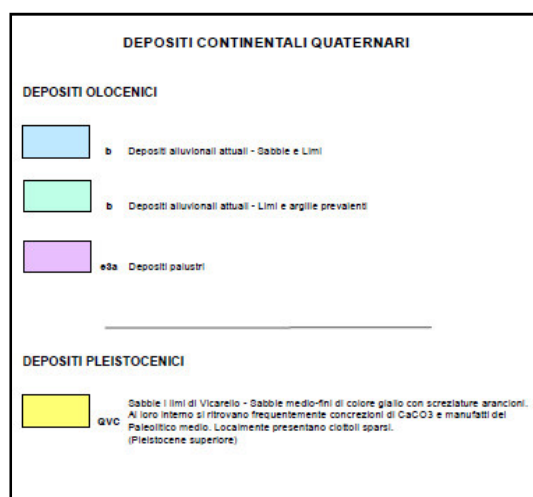 DEPOSITI CONTINENTALI QUATERNARI
DEPOSITI OLOCENICI
b Depositi alluvionali attuali - Sabbie e Limi
b Depositi alluvionali attuali - Limi e argille prevalenti
e3a Depositi palustri
DEPOSITI PLEISTOCENICI
QVC Sabbie i limi di Vicarello - Sabbie medio-fini di colore giallo con screziature arancioni.
Al loro interno si ritrovano frequentemente concrezioni di CaCO3 e manufatti del
Paleolitico medio. Localmente presentano ciottoli sparsi.
(Pleistocene superiore)